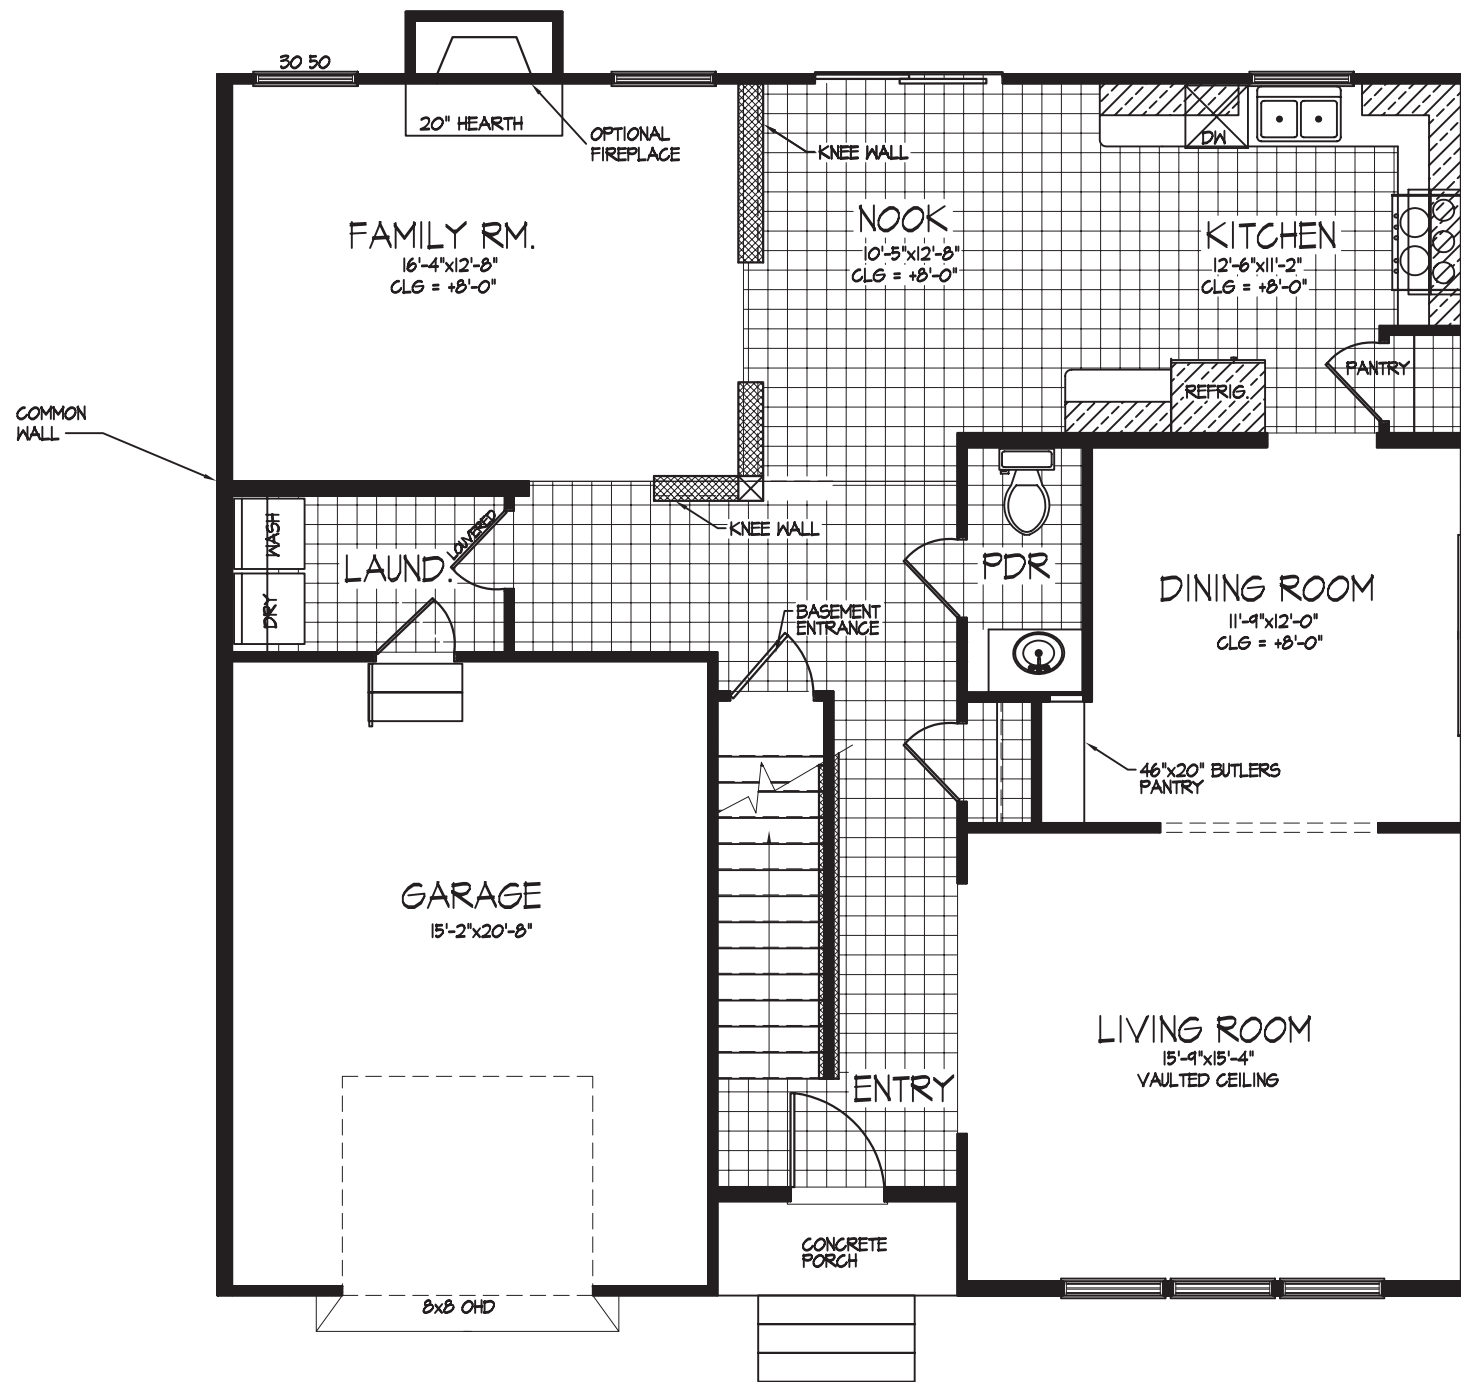 30 50
20" HEARTH
OPTIONAL
FIREPLACE
KNEE WALL
DW
FAMILY RM.
16'-4"x12'-8"
CLG = +8'-0"
NOOK
10'-5"x12'-8"
CLG = +8'-0"
KITCHEN
12'-6"x11'-2"
CLG = +8'-0"
PANTRY
REFRIG.
COMMON
WALL
KNEE WALL
WASH
LOUVERED
LAUND.
DRY
PDR
BASEMENT
ENTRANCE
DINING ROOM
11'-9"x12'-0"
CLG = +8'-0"
46"x20" BUTLERS
PANTRY
GARAGE
15'-2"x20'-8"
LIVING ROOM
15'-9"x15'-4"
VAULTED CEILING
ENTRY
CONCRETE
PORCH
8x8 OHD